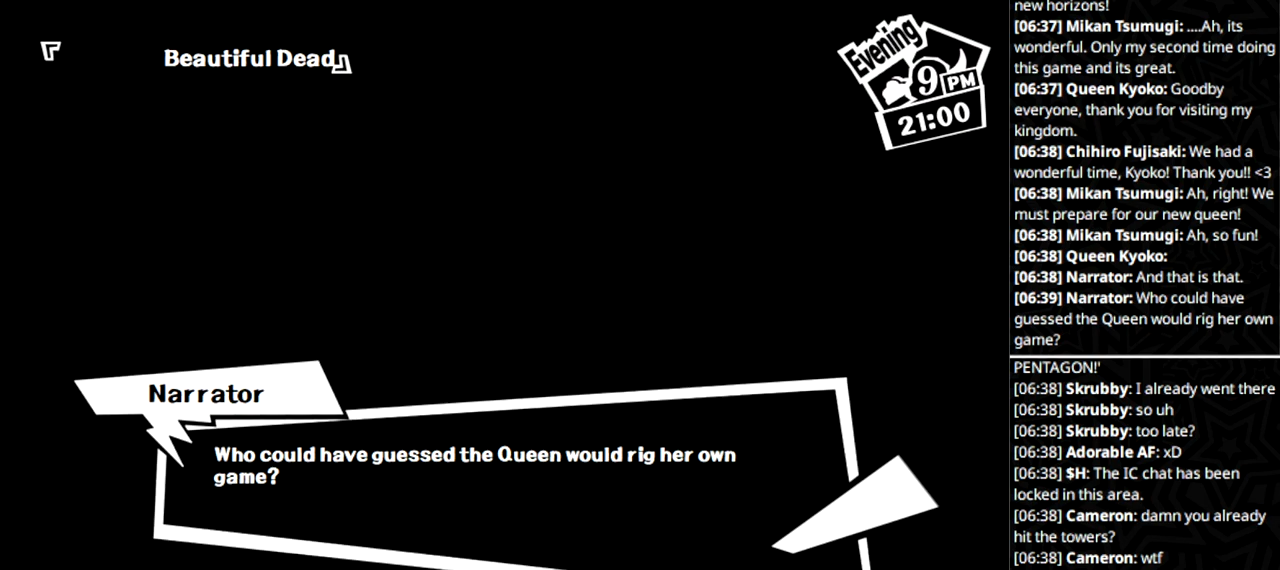 Beautiful Dead
Evening
9 PM
21:00
Narrator
Who could have guessed the Queen would rig her own
game?
new horizons!
[06:37] Mikan Tsumugi: ....Ah, its
wonderful. Only my second time doing
this game and its great.
[06:37] Queen Kyoko: Goodby
everyone, thank you for visiting my
kingdom.
[06:38] Chihiro Fujisaki: We had a
wonderful time, Kyoko! Thank you!! <3
[06:38] Mikan Tsumugi: Ah, right! We
must prepare for our new queen!
[06:38] Mikan Tsumugi: Ah, so fun!
[06:38] Queen Kyoko:
[06:38] Narrator: And that is that.
[06:39] Narrator: Who could have
guessed the Queen would rig her own
game?
PENTAGON!'
[06:38] Skrubby: I already went there
[06:38] Skrubby: so uh
[06:38] Skrubby: too late?
[06:38] Adorable AF: xD
[06:38] $H: The IC chat has been
locked in this area.
[06:38] Cameron: damn you already
hit the towers?
[06:38] Cameron: wtf